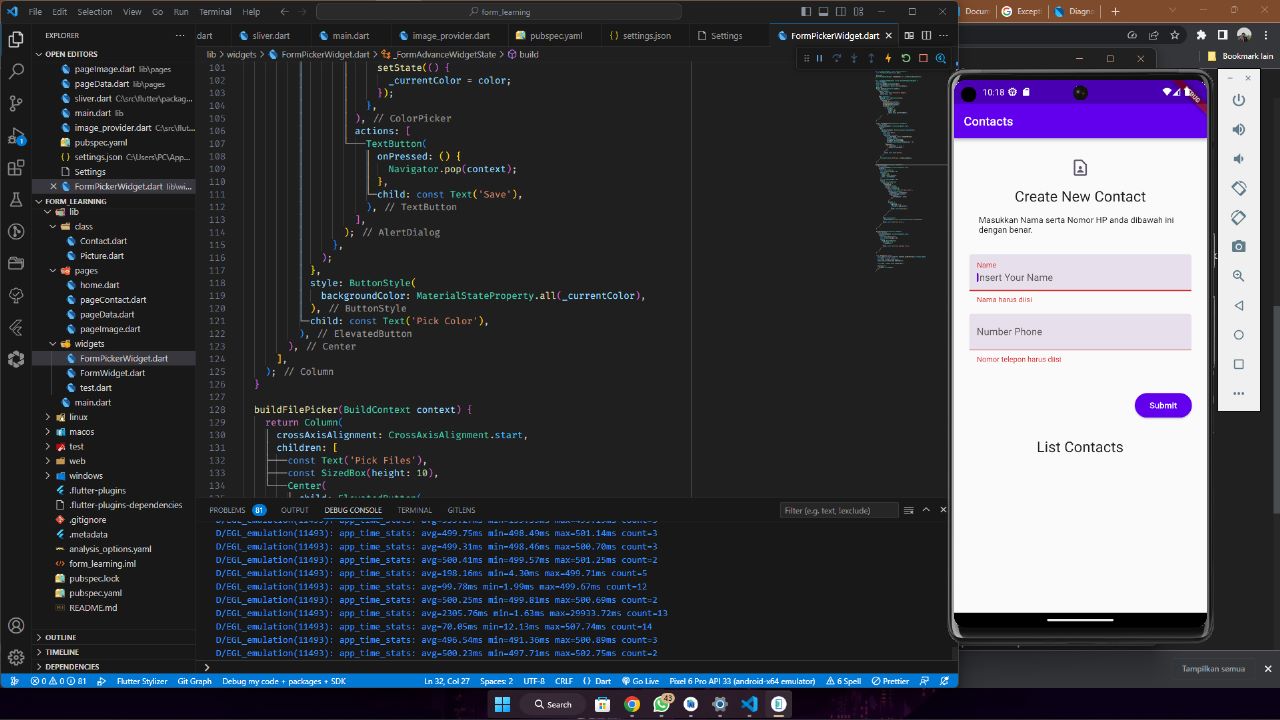 File Edit Selection View Go Run Terminal Help
form_learning
Docum
Excepti
Diagno
Bookmark lain
EXPLORER
sliver.dart
main.dart
image_provider.dart
pubspec.yaml
settings.json
Settings
FormPickerWidget.dart
lib > widgets > FormPickerWidget.dart > _FormAdvanceWidgetState > build
OPEN EDITORS
pageImage.dart lib\pages
pageData.dart lib\pages
sliver.dart C:\src\flutter\packag...
main.dart lib
image_provider.dart C:\src\flut...
pubspec.yaml
settings.json C:\Users\PC\App...
Settings
FormPickerWidget.dart lib\wi...
FORM_LEARNING
lib
class
Contact.dart
Picture.dart
pages
home.dart
pageContact.dart
pageData.dart
pageImage.dart
widgets
FormPickerWidget.dart
FormWidget.dart
test.dart
main.dart
linux
macos
test
web
windows
.flutter-plugins
.flutter-plugins-dependencies
.gitignore
.metadata
analysis_options.yaml
form_learning.iml
pubspec.lock
pubspec.yaml
README.md
OUTLINE
TIMELINE
DEPENDENCIES
101 setState(() {
102 _currentColor = color;
103 });
104 },
105 ), // ColorPicker
106 actions: [
107 TextButton(
108 onPressed: () {
109 Navigator.pop(context);
110 },
111 child: const Text('Save'),
112 ), // TextButton
113 ],
114 ); // AlertDialog
115 },
116 );
117 },
118 style: ButtonStyle(
119 backgroundColor: MaterialStateProperty.all(_currentColor),
120 ), // ButtonStyle
121 child: const Text('Pick Color'),
122 ), // ElevatedButton
123 ), // Center
124 ],
125 ); // Column
126 }
127
128 buildFilePicker(BuildContext context) {
129 return Column(
130 crossAxisAlignment: CrossAxisAlignment.start,
131 children: [
132 const Text('Pick Files'),
133 const SizedBox(height: 10),
134 Center(
PROBLEMS 81 OUTPUT DEBUG CONSOLE TERMINAL GITLENS
Filter (e.g. text, !exclude)
D/EGL_emulation(11493): app_time_stats: avg=499.75ms min=498.49ms max=501.14ms count=3
D/EGL_emulation(11493): app_time_stats: avg=499.31ms min=498.46ms max=500.70ms count=3
D/EGL_emulation(11493): app_time_stats: avg=500.41ms min=499.57ms max=501.25ms count=2
D/EGL_emulation(11493): app_time_stats: avg=198.16ms min=4.30ms max=499.71ms count=5
D/EGL_emulation(11493): app_time_stats: avg=99.78ms min=1.99ms max=499.67ms count=12
D/EGL_emulation(11493): app_time_stats: avg=500.25ms min=499.81ms max=500.69ms count=2
D/EGL_emulation(11493): app_time_stats: avg=2305.76ms min=1.63ms max=29933.72ms count=13
D/EGL_emulation(11493): app_time_stats: avg=70.05ms min=12.13ms max=507.74ms count=14
D/EGL_emulation(11493): app_time_stats: avg=496.54ms min=491.36ms max=500.89ms count=3
D/EGL_emulation(11493): app_time_stats: avg=500.23ms min=497.71ms max=502.75ms count=2
0 0 81 Flutter Stylizer Git Graph Debug my code + packages + SDK Ln 32, Col 27 Spaces: 2 UTF-8 CRLF {} Dart Go Live Pixel 6 Pro API 33 (android-x64 emulator) 6 Spell Prettier
10:18
Contacts
Create New Contact
Masukkan Nama serta Nomor HP anda dibawah ini
dengan benar.
Name
Insert Your Name
Nama harus diisi
Number Phone
Nomor telepon harus diisi
Submit
List Contacts
Tampilkan semua
Search
43